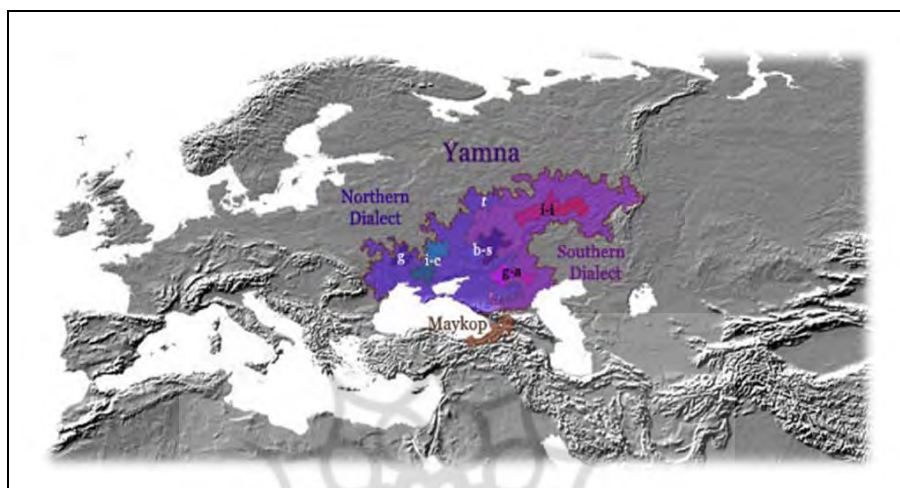 Yamna
Northern
Dialect
t
i-i
g
i-c
b-s
Southern
Dialect
g-a
Maykop